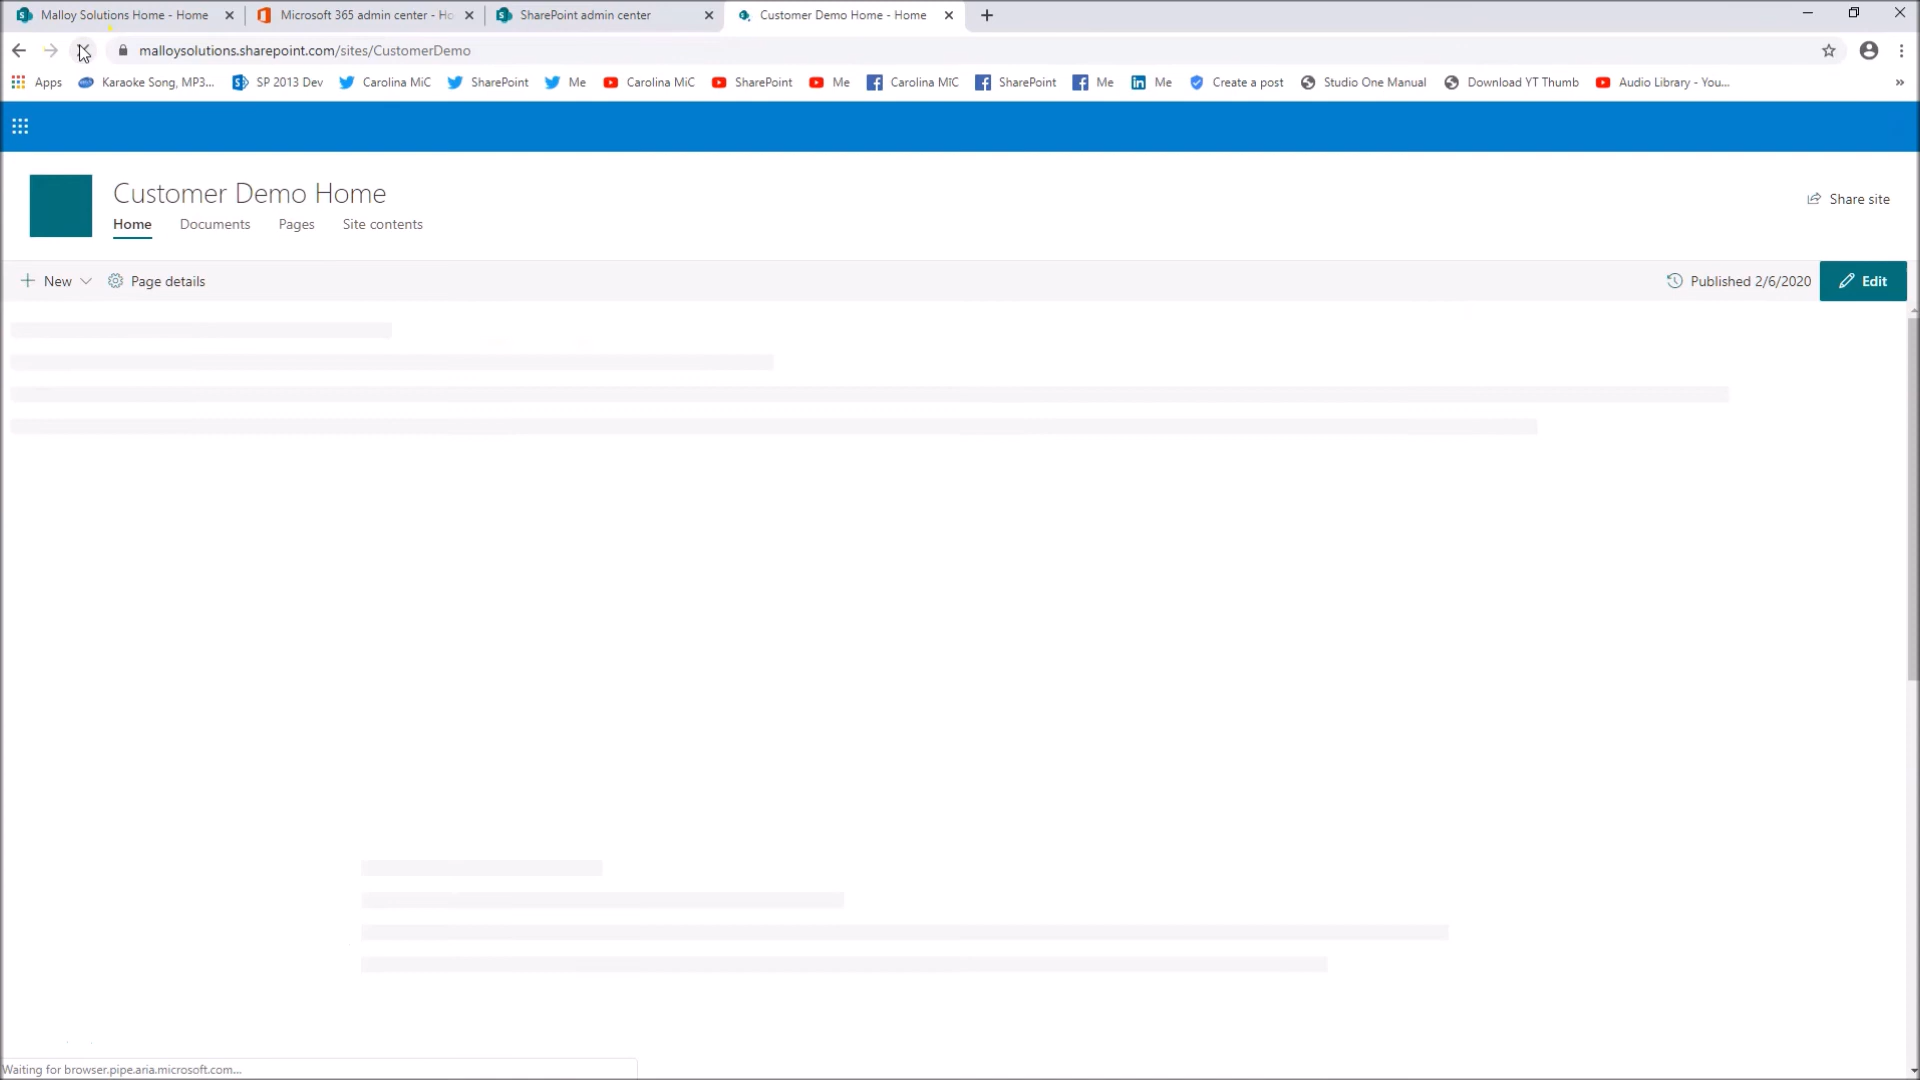 Malloy Solutions Home - Home
Microsoft 365 admin center - Ho
SharePoint admin center
Customer Demo Home - Home
malloysolutions.sharepoint.com/sites/CustomerDemo
Apps
Karaoke Song, MP3...
SP 2013 Dev
Carolina MiC
SharePoint
Me
Carolina MiC
SharePoint
Me
Carolina MIC
SharePoint
Me
Me
Create a post
Studio One Manual
Download YT Thumb
Audio Library - You...
»
Customer Demo Home
Home Documents Pages Site contents
Share site
New
Page details
Published 2/6/2020
Edit
Waiting for browser.pipe.aria.microsoft.com...